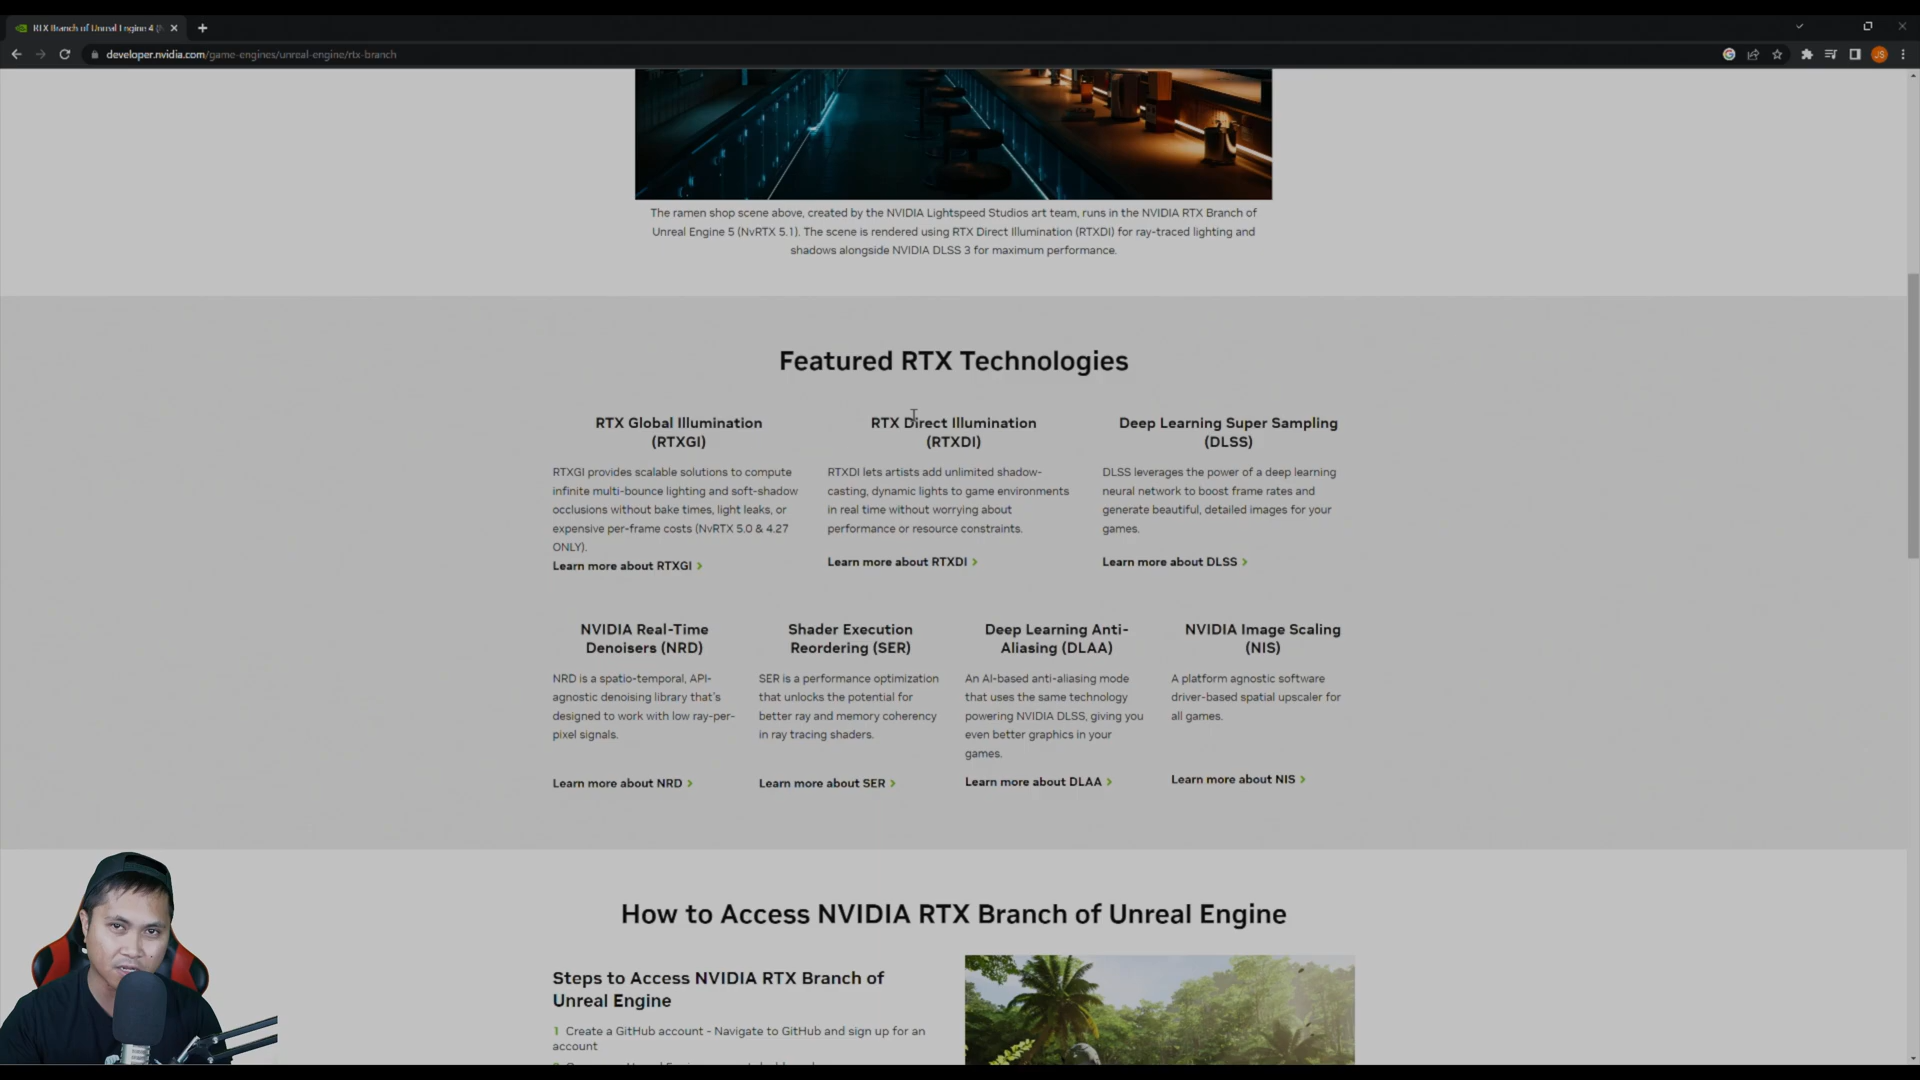 RTX Branch of Unreal Engine 4
developer.nvidia.com/game-engines/unreal-engine/rtx-branch
JS
The ramen shop scene above, created by the NVIDIA Lightspeed Studios art team, runs in the NVIDIA RTX Branch of
Unreal Engine 5 (NvRTX 5.1). The scene is rendered using RTX Direct Illumination (RTXDI) for ray-traced lighting and
shadows alongside NVIDIA DLSS 3 for maximum performance.
Featured RTX Technologies
RTX Global Illumination
(RTXGI)
RTXGI provides scalable solutions to compute
infinite multi-bounce lighting and soft-shadow
occlusions without bake times, light leaks, or
expensive per-frame costs (NvRTX 5.0 & 4.27
ONLY).
Learn more about RTXGI
RTX Direct Illumination
(RTXDI)
RTXDI lets artists add unlimited shadow-
casting, dynamic lights to game environments
in real time without worrying about
performance or resource constraints.
Learn more about RTXDI
Deep Learning Super Sampling
(DLSS)
DLSS leverages the power of a deep learning
neural network to boost frame rates and
generate beautiful, detailed images for your
games.
Learn more about DLSS
NVIDIA Real-Time
Denoisers (NRD)
NRD is a spatio-temporal, API-
agnostic denoising library that's
designed to work with low ray-per-
pixel signals.
Learn more about NRD
Shader Execution
Reordering (SER)
SER is a performance optimization
that unlocks the potential for
better ray and memory coherency
in ray tracing shaders.
Learn more about SER
Deep Learning Anti-
Aliasing (DLAA)
An AI-based anti-aliasing mode
that uses the same technology
powering NVIDIA DLSS, giving you
even better graphics in your
games.
Learn more about DLAA
NVIDIA Image Scaling
(NIS)
A platform agnostic software
driver-based spatial upscaler for
all games.
Learn more about NIS
How to Access NVIDIA RTX Branch of Unreal Engine
Steps to Access NVIDIA RTX Branch of
Unreal Engine
1 Create a GitHub account - Navigate to GitHub and sign up for an
account